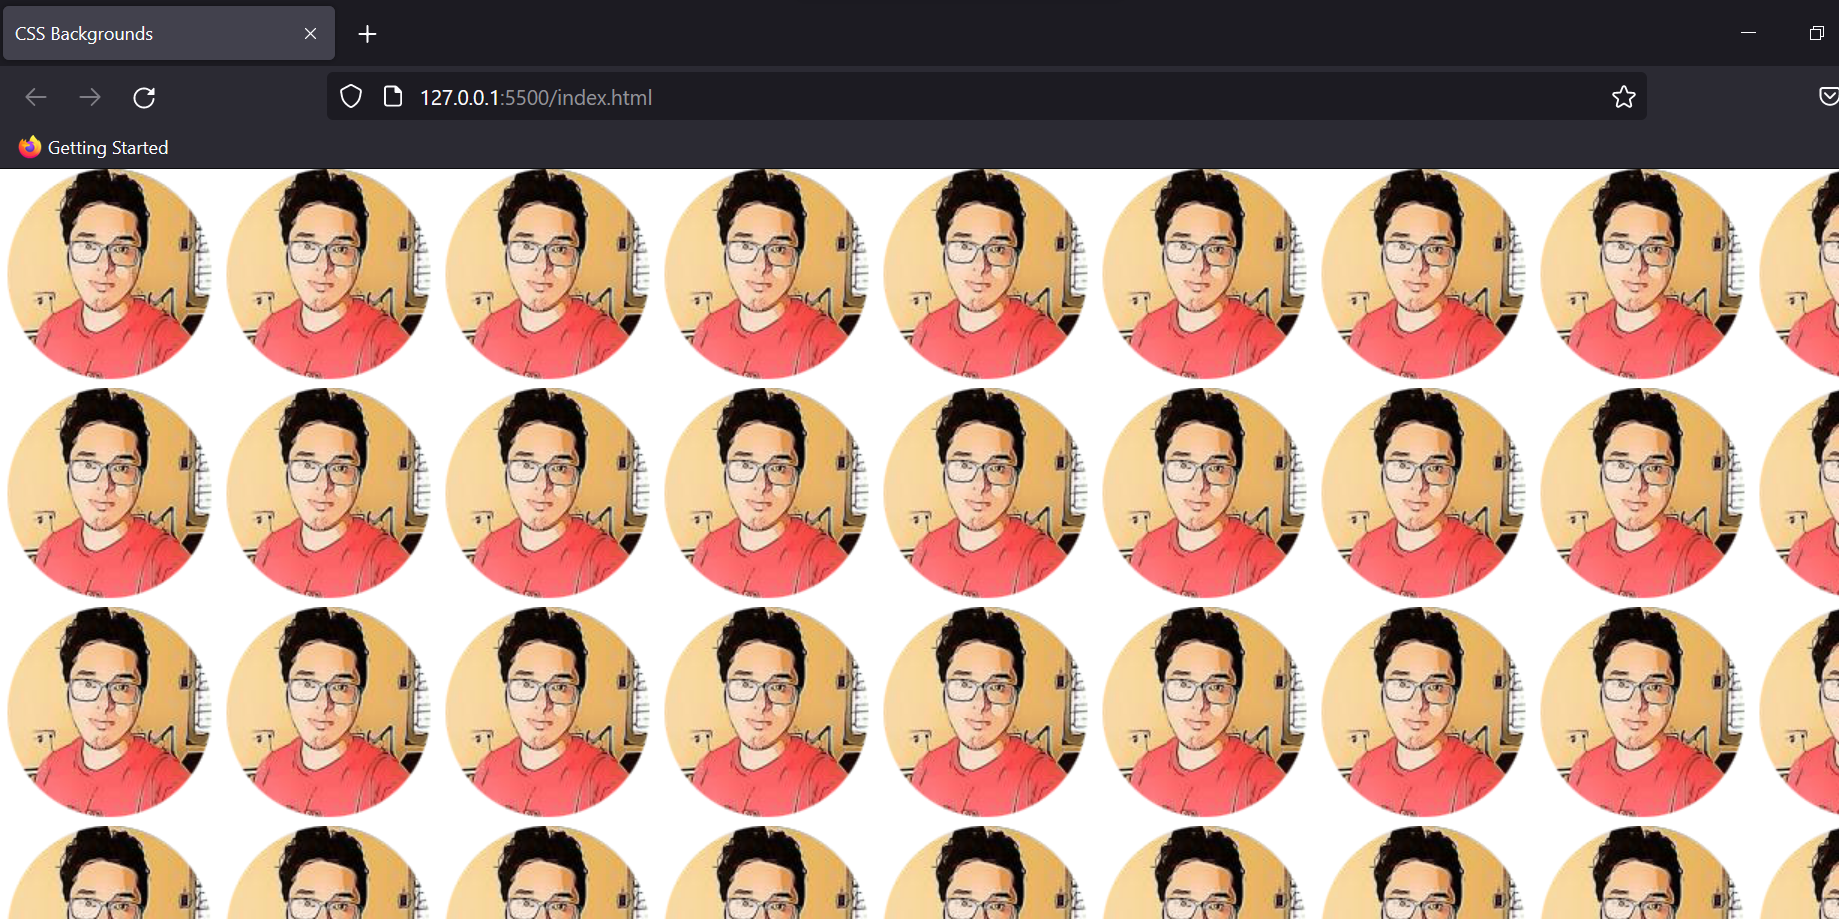 CSS Backgrounds
127.0.0.1:5500/index.html
Getting Started